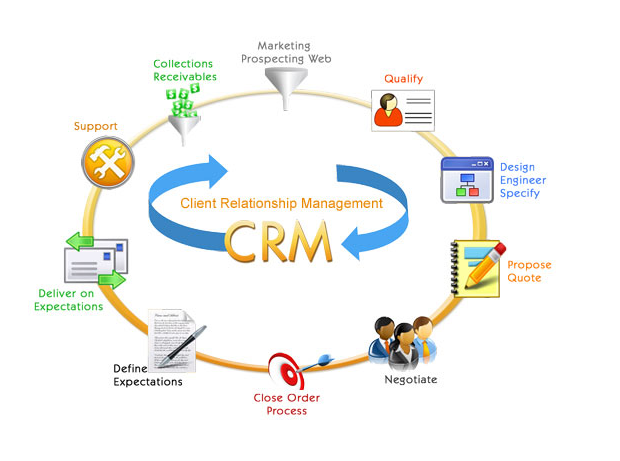 Marketing
Prospecting Web
Qualify
Design
Engineer
Specify
Propose
Quote
Negotiate
Close Order
Process
Define
Expectations
Deliver on
Expectations
Support
Collections
Receivables
Client Relationship Management
CRM